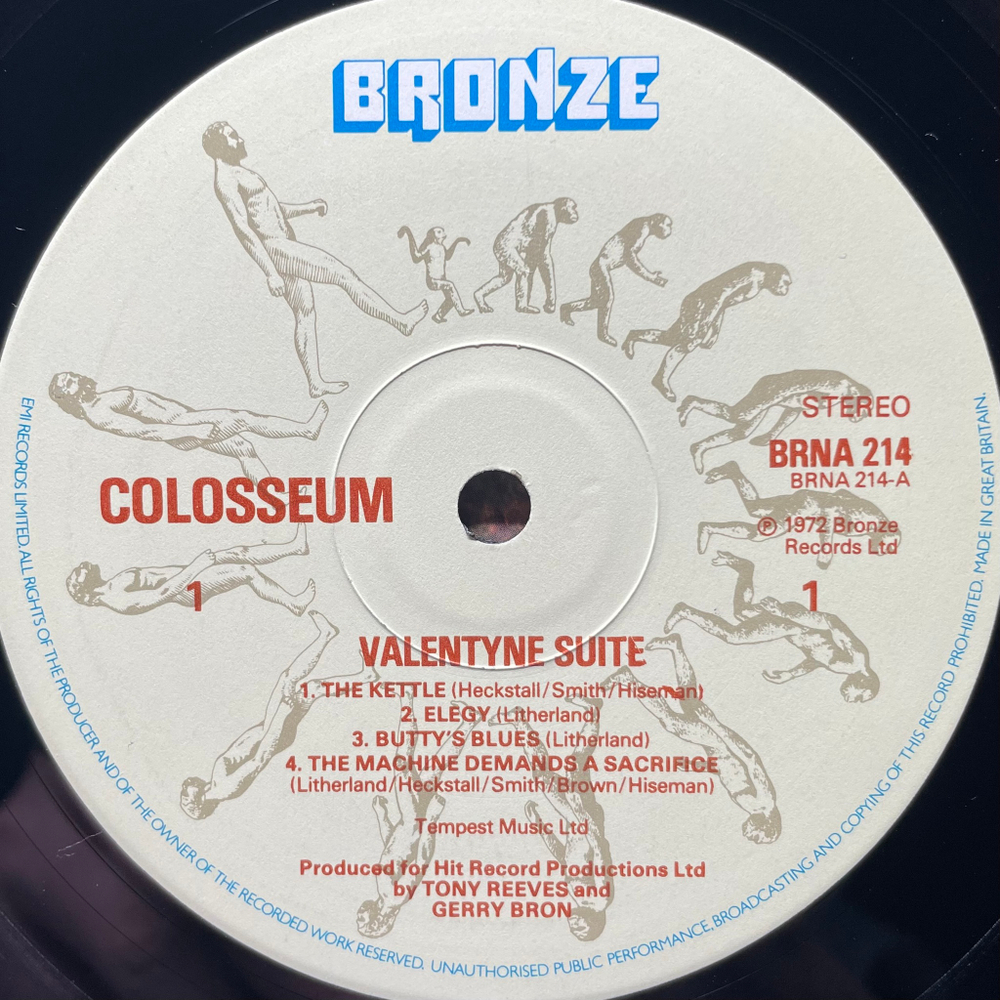 BRONZE
STEREO
BRNA 214
BRNA 214-A
℗ 1972 Bronze
Records Ltd
COLOSSEUM
1
1
VALENTYNE SUITE
1. THE KETTLE (Heckstall/Smith/Hiseman)
2. ELEGY (Litherland)
3. BUTTY'S BLUES (Litherland)
4. THE MACHINE DEMANDS A SACRIFICE
(Litherland/Heckstall/Smith/Brown/Hiseman)
Tempest Music Ltd
Produced for Hit Record Productions Ltd
by TONY REEVES and
GERRY BRON
EMI RECORDS LIMITED. ALL RIGHTS OF THE PRODUCER AND OF THE OWNER OF THE RECORDED WORK RESERVED. UNAUTHORISED PUBLIC PERFORMANCE, BROADCASTING AND COPYING OF THIS RECORD PROHIBITED. MADE IN GREAT BRITAIN.